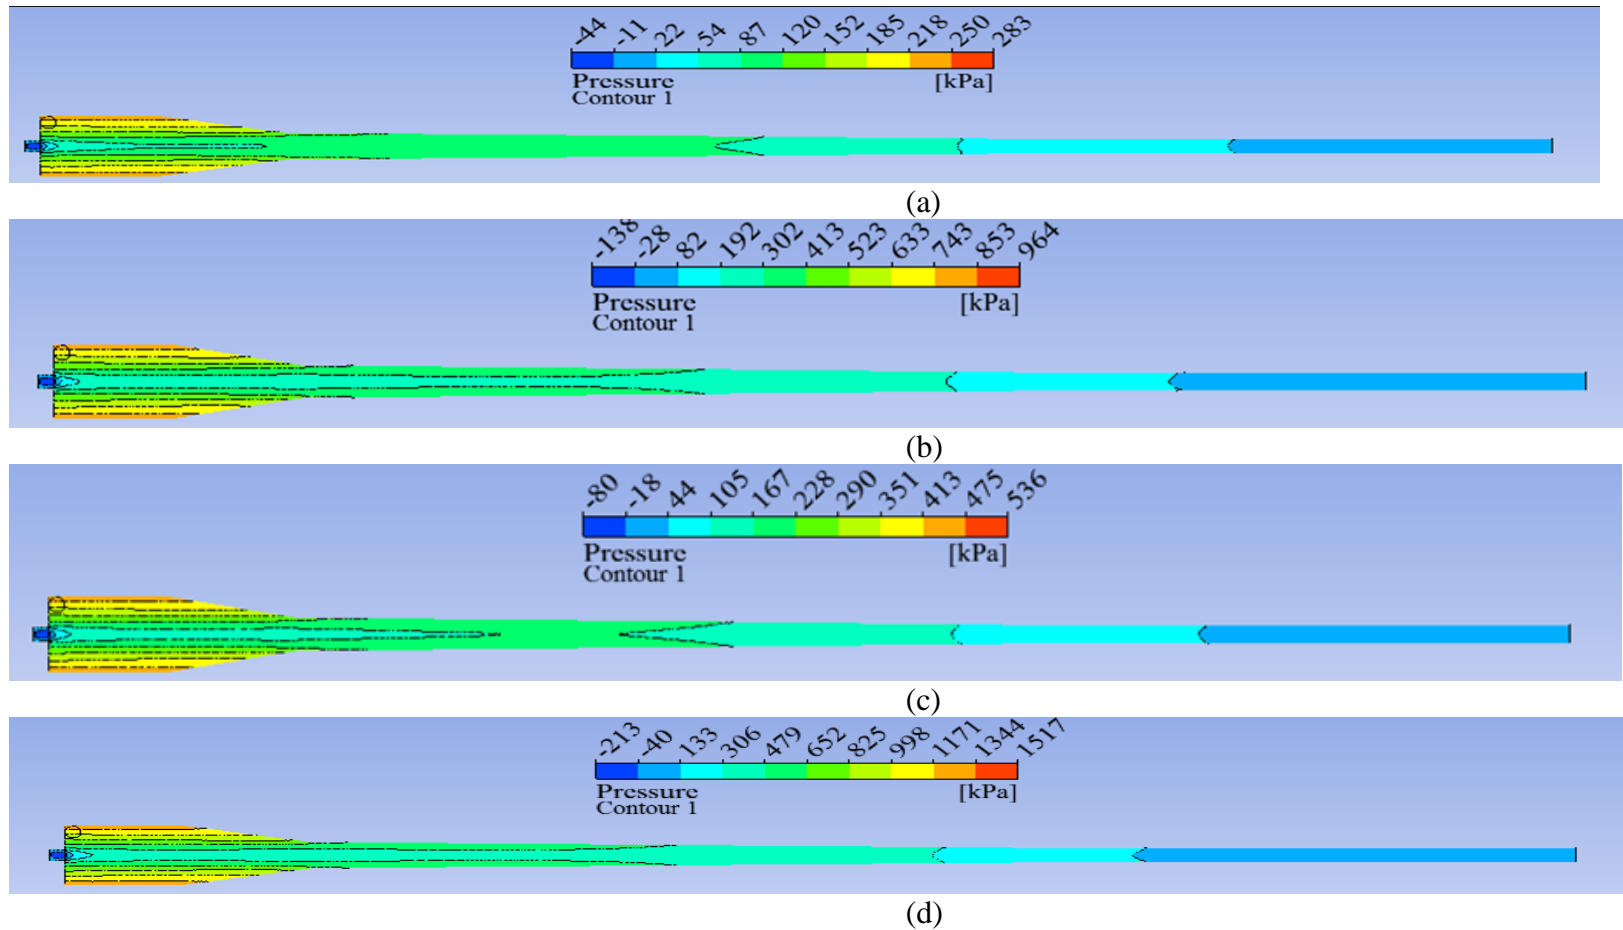 -44 -11 22 54 87 120 152 185 218 250 283
Pressure [kPa]
Contour 1
(a)
-138 -28 82 192 302 413 523 633 743 853 964
Pressure [kPa]
Contour 1
(b)
-80 -18 44 105 167 228 290 351 413 475 536
Pressure [kPa]
Contour 1
(c)
-213 -40 133 306 479 652 825 998 1171 1344 1517
Pressure [kPa]
Contour 1
(d)